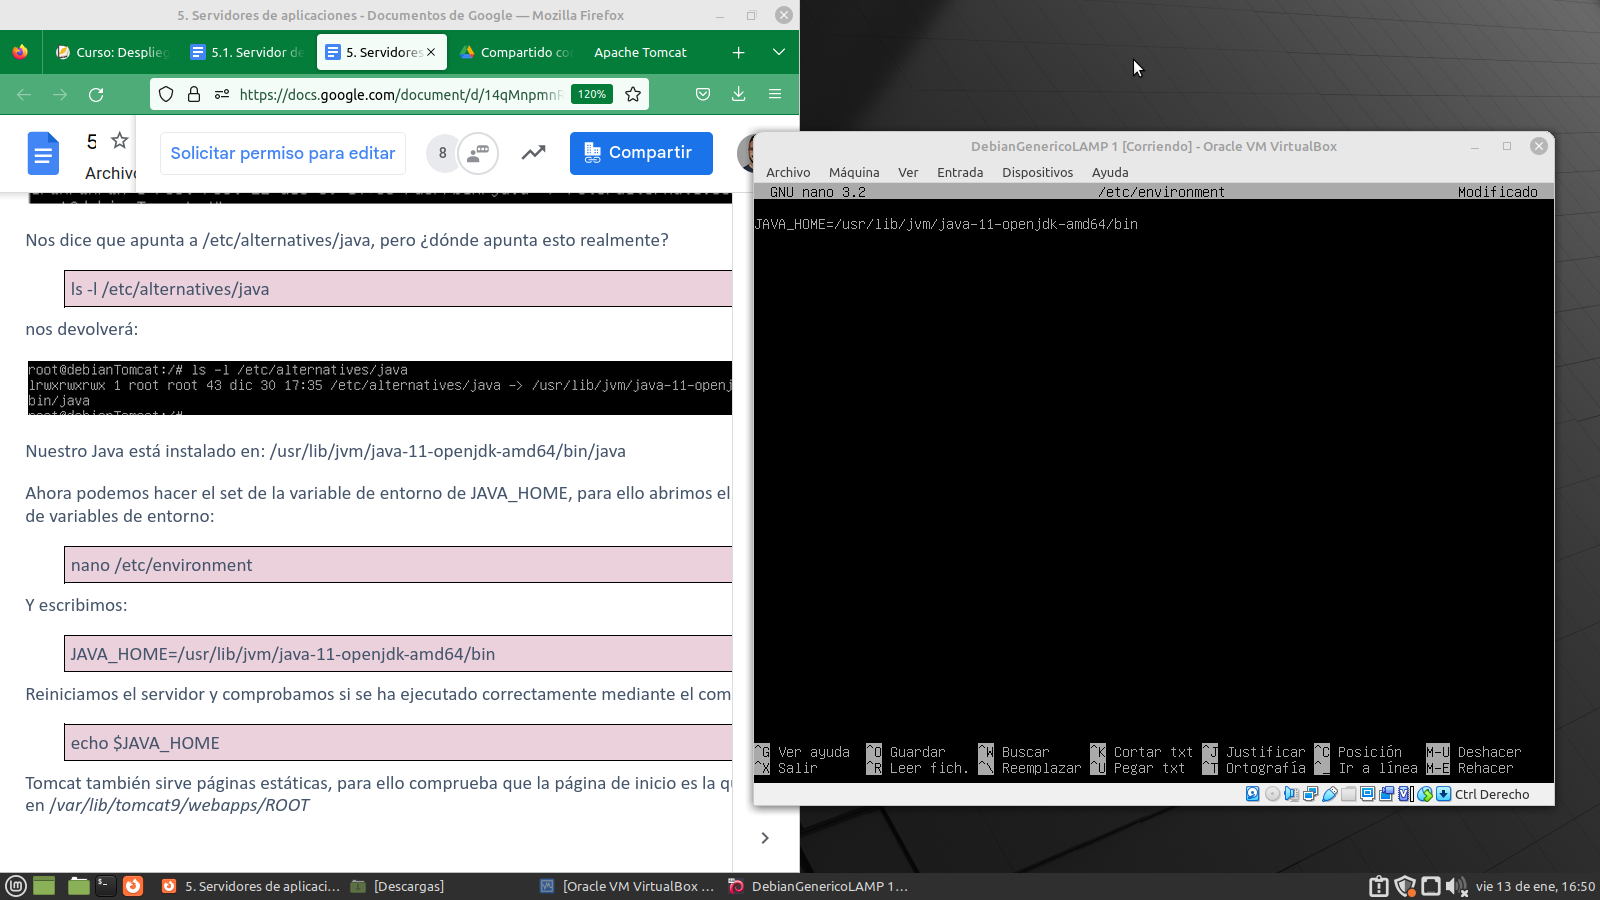 5. Servidores de aplicaciones - Documentos de Google — Mozilla Firefox
Curso: Desplieg
5.1. Servidor de
5. Servidores
Compartido co
Apache Tomcat
https://docs.google.com/document/d/14qMnpmnR
120%
5
Archivo
Solicitar permiso para editar
8
Compartir
Nos dice que apunta a /etc/alternatives/java, pero ¿dónde apunta esto realmente?
ls -l /etc/alternatives/java
nos devolverá:
root@debianTomcat:/# ls -l /etc/alternatives/java
lrwxrwxrwx 1 root root 43 dic 30 17:35 /etc/alternatives/java -> /usr/lib/jvm/java-11-openj
bin/java
root@debianTomcat:/#
Nuestro Java está instalado en: /usr/lib/jvm/java-11-openjdk-amd64/bin/java
Ahora podemos hacer el set de la variable de entorno de JAVA_HOME, para ello abrimos el
de variables de entorno:
nano /etc/environment
Y escribimos:
JAVA_HOME=/usr/lib/jvm/java-11-openjdk-amd64/bin
Reiniciamos el servidor y comprobamos si se ha ejecutado correctamente mediante el com
echo $JAVA_HOME
Tomcat también sirve páginas estáticas, para ello comprueba que la página de inicio es la qu
en /var/lib/tomcat9/webapps/ROOT
DebianGenericoLAMP 1 [Corriendo] - Oracle VM VirtualBox
Archivo Máquina Ver Entrada Dispositivos Ayuda
GNU nano 3.2 /etc/environment Modificado
JAVA_HOME=/usr/lib/jvm/java-11-openjdk-amd64/bin
^G Ver ayuda ^O Guardar ^W Buscar ^K Cortar txt ^J Justificar ^C Posición M-U Deshacer
^X Salir ^R Leer fich. ^\ Reemplazar ^U Pegar txt ^T Ortografía ^_ Ir a línea M-E Rehacer
Ctrl Derecho
5. Servidores de aplicaci... [Descargas] [Oracle VM VirtualBox ... DebianGenericoLAMP 1... vie 13 de ene, 16:50